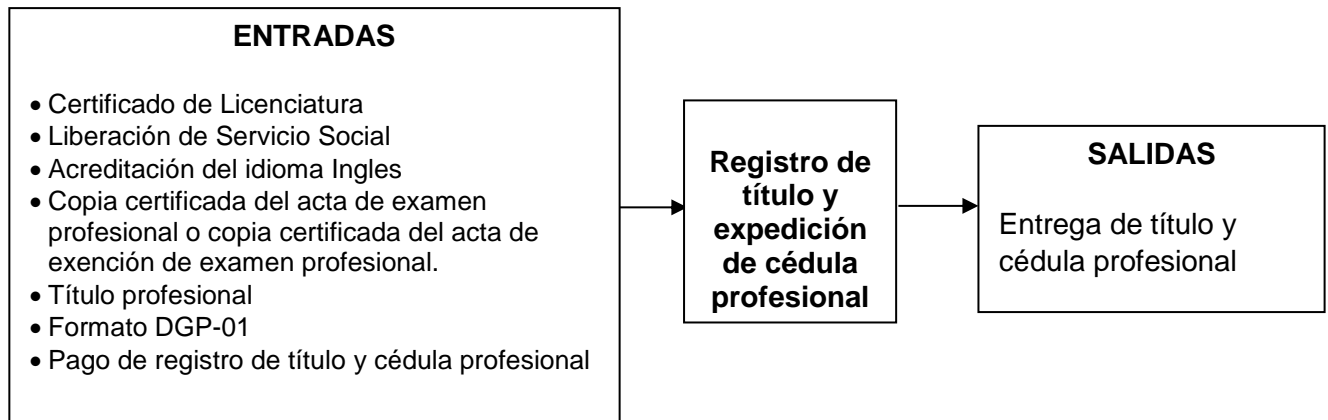 ENTRADAS
• Certificado de Licenciatura
• Liberación de Servicio Social
• Acreditación del idioma Ingles
• Copia certificada del acta de examen
profesional o copia certificada del acta de
exención de examen profesional.
• Título profesional
• Formato DGP-01
• Pago de registro de título y cédula profesional
Registro de
título y
expedición
de cédula
profesional
SALIDAS
Entrega de título y
cédula profesional